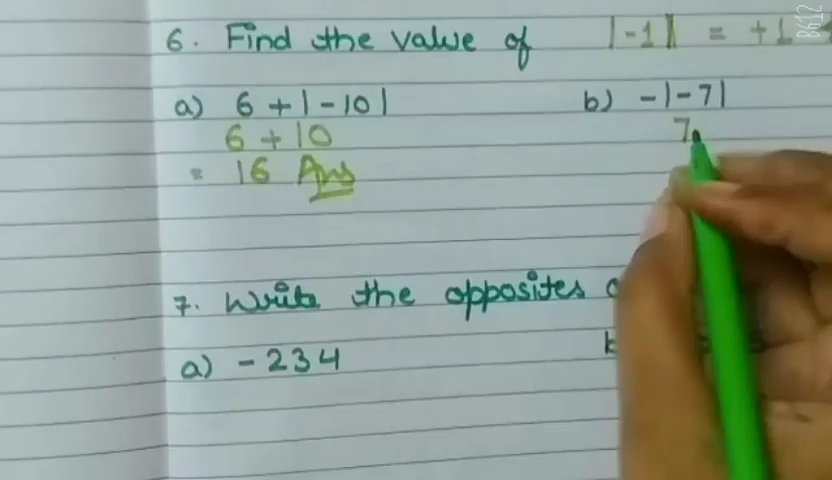 6. Find the value of |-1| = +1
a) 6 + |-10| b) -|-7|
6 + 10 7
= 16 Ans
7. Write the opposites
a) -234
B612